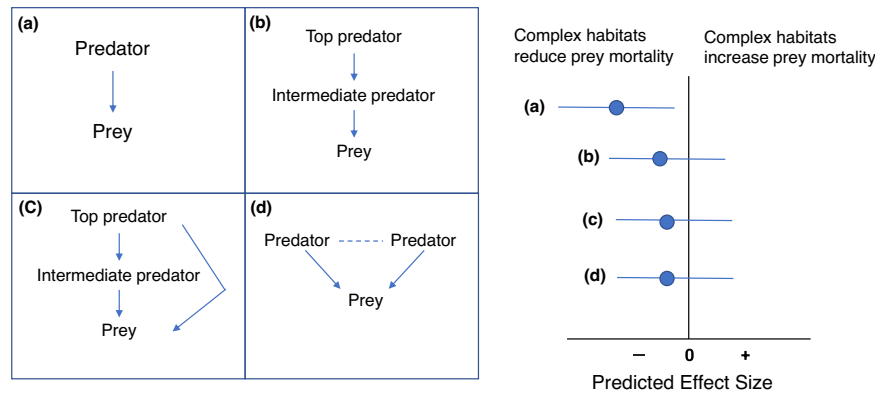 (a)
Predator
Prey
(b)
Top predator
Intermediate predator
Prey
(C)
Top predator
Intermediate predator
Prey
(d)
Predator Predator
Prey
Complex habitats
reduce prey mortality
Complex habitats
increase prey mortality
(a)
(b)
(c)
(d)
— 0 +
Predicted Effect Size